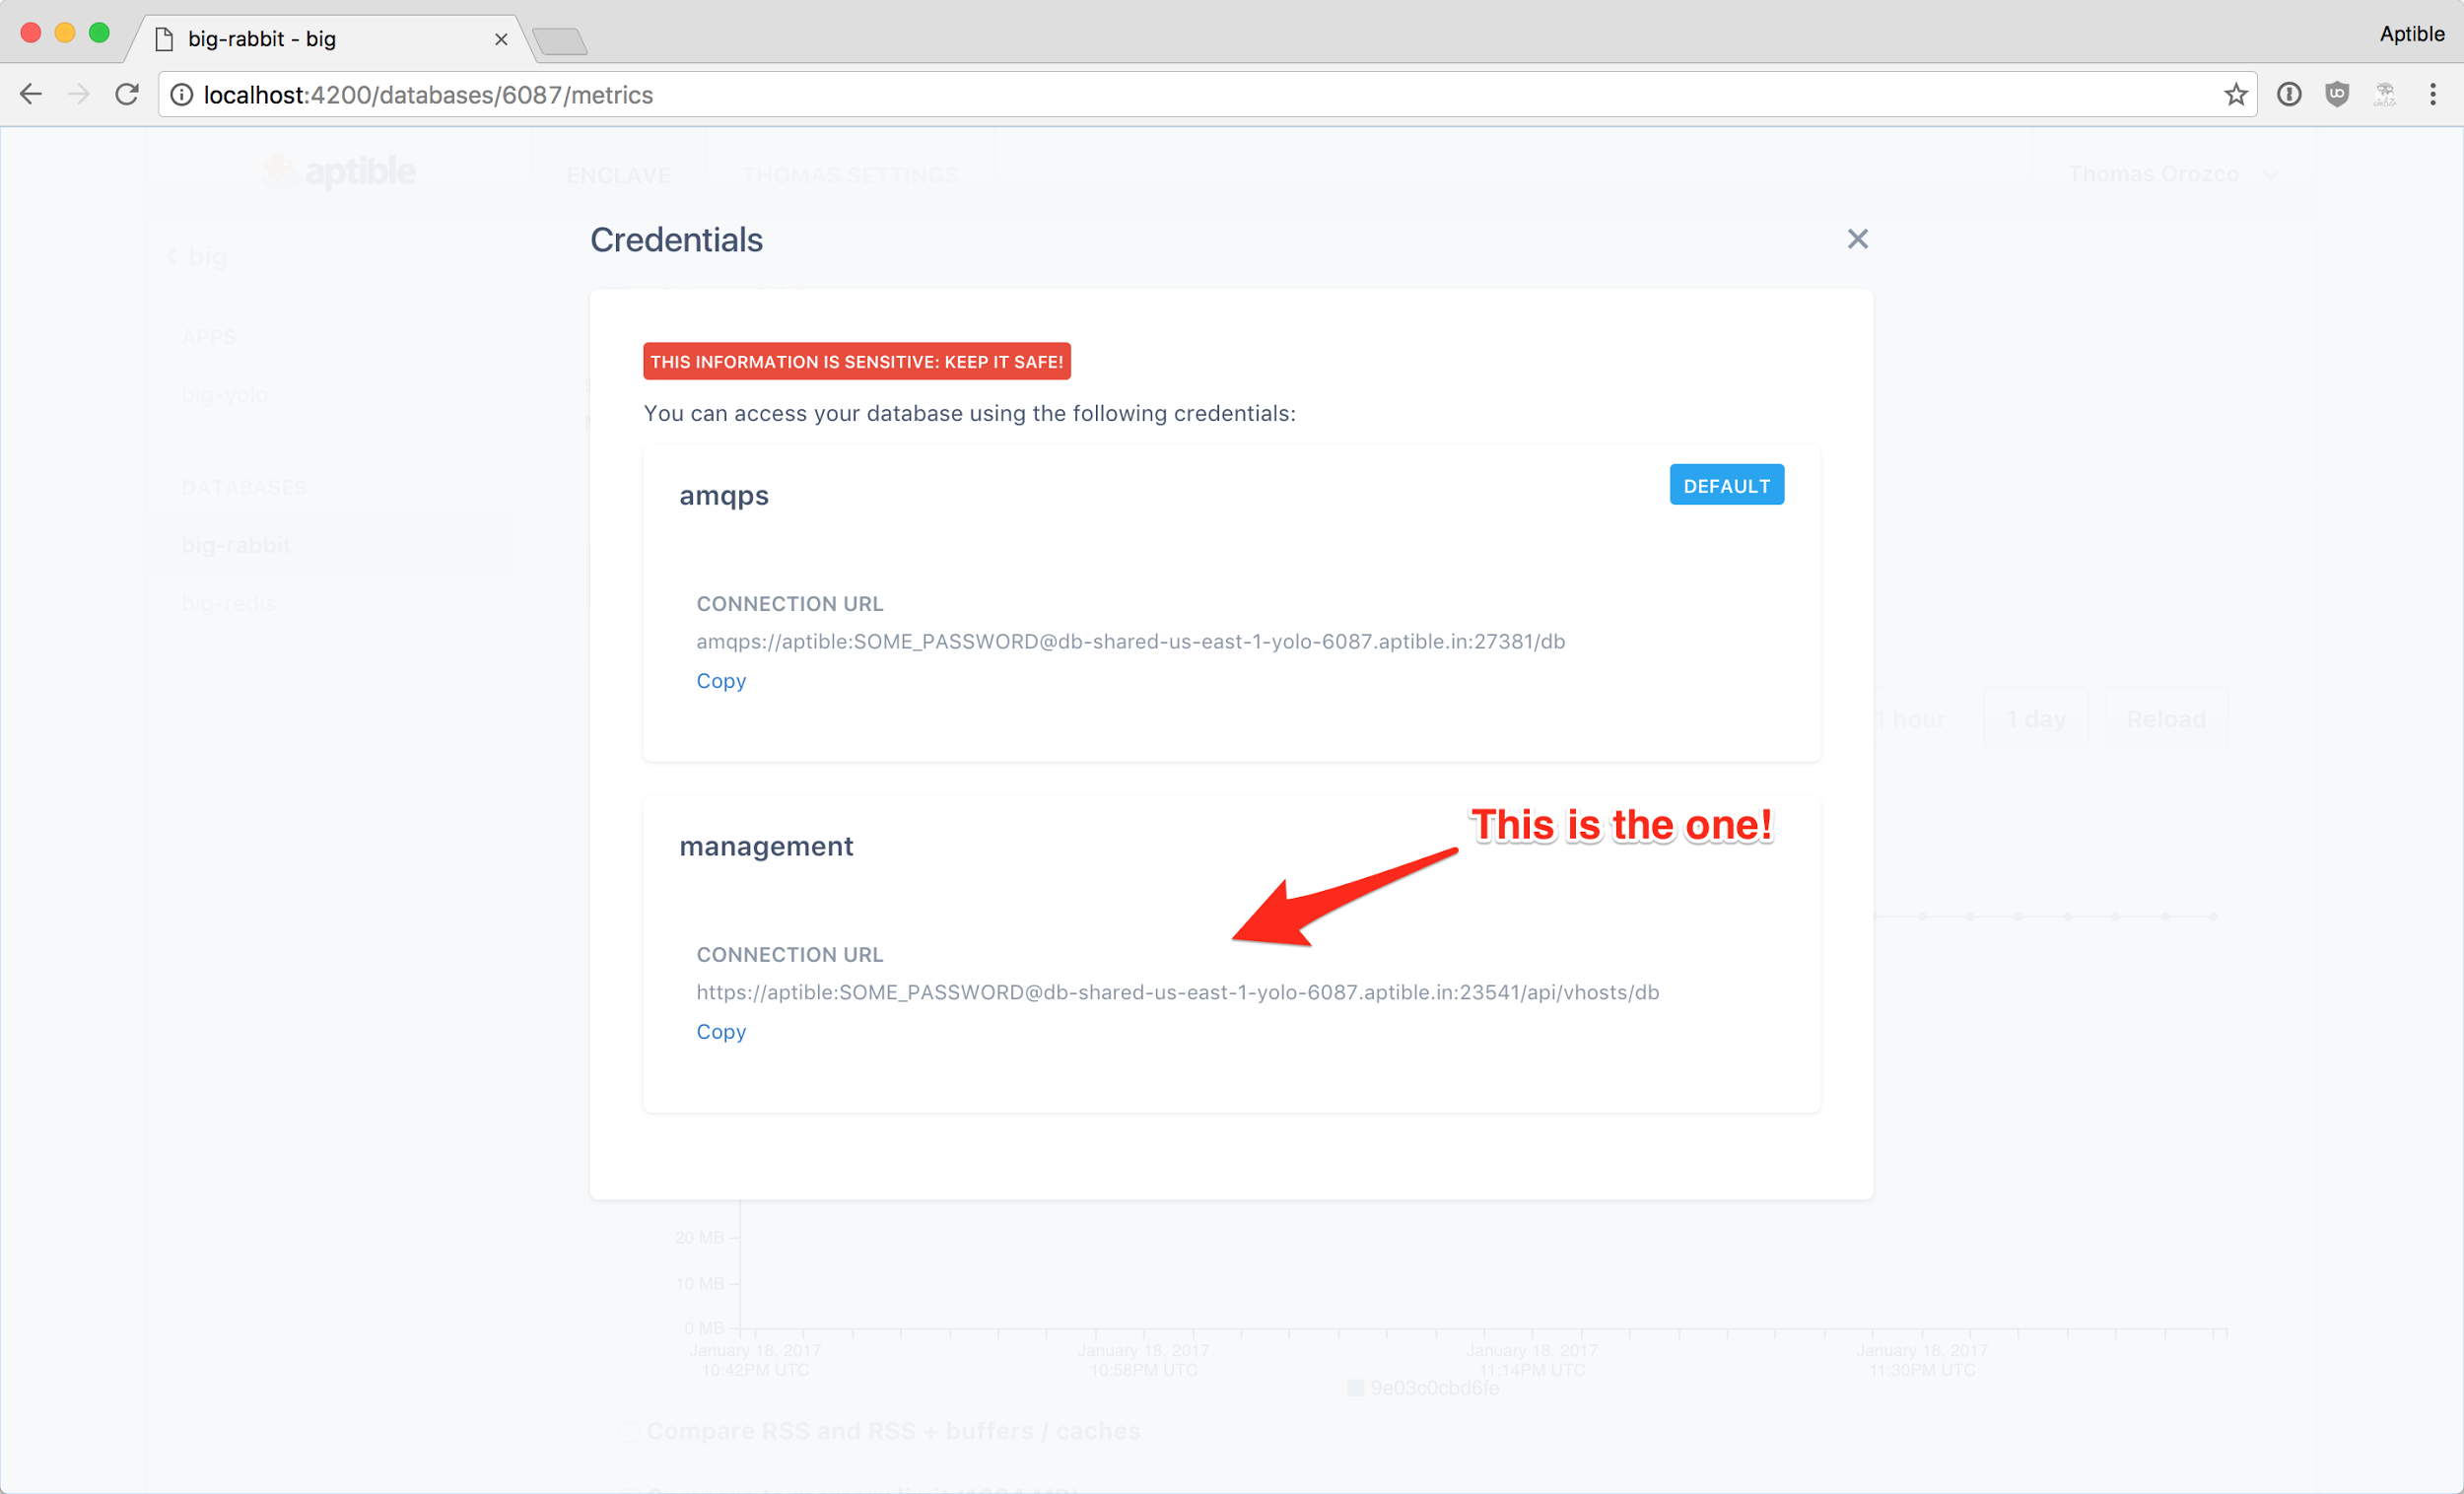 big-rabbit - big
Aptible
localhost:4200/databases/6087/metrics
aptible
ENCLAVE
THOMAS SETTINGS
Thomas Orozco
Credentials
big
APPS
big-yolo
DATABASES
big-rabbit
big-redis
THIS INFORMATION IS SENSITIVE: KEEP IT SAFE!
You can access your database using the following credentials:
amqps
DEFAULT
CONNECTION URL
amqps://aptible:SOME_PASSWORD@db-shared-us-east-1-yolo-6087.aptible.in:27381/db
Copy
1 hour
1 day
Reload
This is the one!
management
CONNECTION URL
https://aptible:SOME_PASSWORD@db-shared-us-east-1-yolo-6087.aptible.in:23541/api/vhosts/db
Copy
20 MB
10 MB
0 MB
January 18, 2017 January 18, 2017 January 18, 2017 January 18, 2017
10:42PM UTC 10:58PM UTC 11:14PM UTC 11:30PM UTC
9e03c0cbd6fe
Compare RSS and RSS + buffers / caches